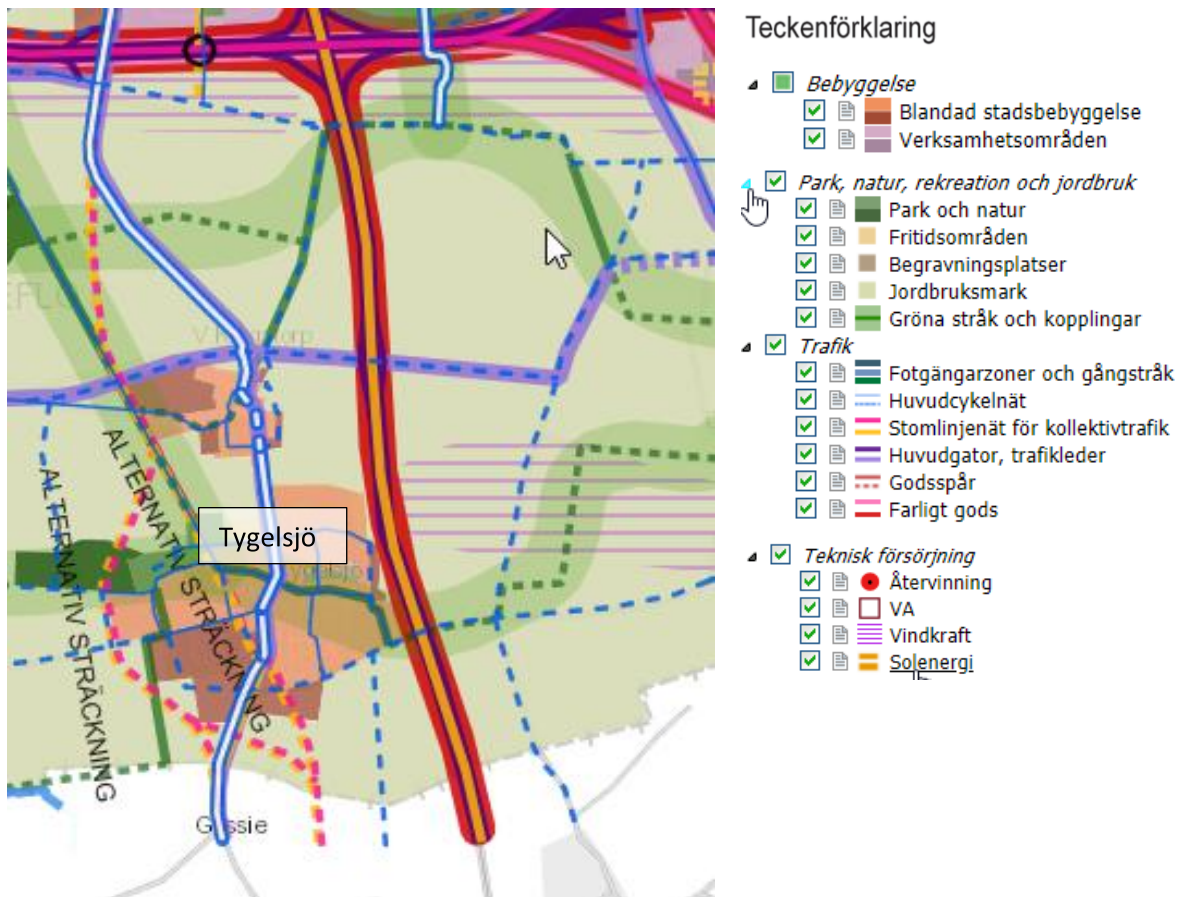 Teckenförklaring
Bebyggelse
Blandad stadsbebyggelse
Verksamhetsområden
Park, natur, rekreation och jordbruk
Park och natur
Fritidsområden
Begravningsplatser
Jordbruksmark
Gröna stråk och kopplingar
Trafik
Fotgängarzoner och gångstråk
Huvudcykelnät
Stomlinjenät för kollektivtrafik
Huvudgator, trafikleder
Godsspår
Farligt gods
Teknisk försörjning
Återvinning
VA
Vindkraft
Solenergi
ALTERNATIV STRÄCKNING
ALTERNATIV STRÄCKNING
Tygelsjö